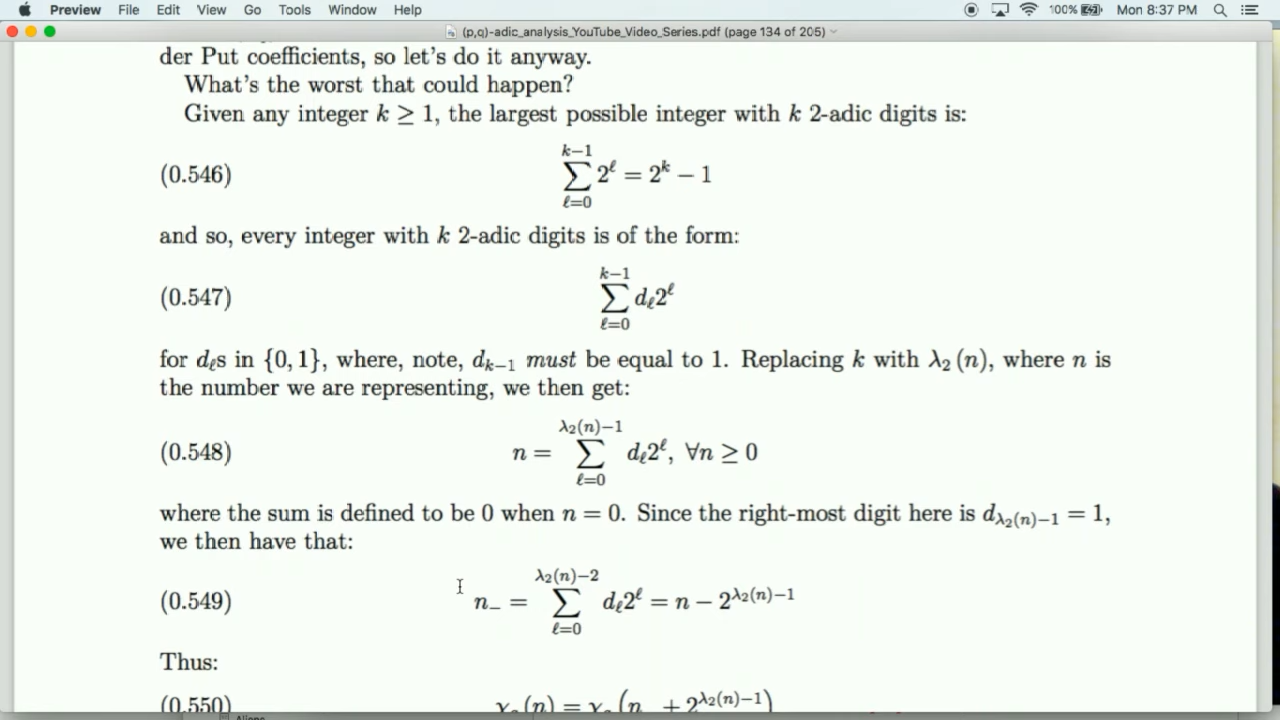 Preview File Edit View Go Tools Window Help 100% Mon 8:37 PM
(p,q)-adic_analysis_YouTube_Video_Series.pdf (page 134 of 205)
der Put coefficients, so let's do it anyway.
What's the worst that could happen?
Given any integer k ≥ 1, the largest possible integer with k 2-adic digits is:
(0.546) ∑_{ℓ=0}^{k−1} 2^ℓ = 2^k − 1
and so, every integer with k 2-adic digits is of the form:
(0.547) ∑_{ℓ=0}^{k−1} d_ℓ 2^ℓ
for d_ℓs in {0, 1}, where, note, d_{k−1} must be equal to 1. Replacing k with λ₂(n), where n is
the number we are representing, we then get:
(0.548) n = ∑_{ℓ=0}^{λ₂(n)−1} d_ℓ 2^ℓ, ∀n ≥ 0
where the sum is defined to be 0 when n = 0. Since the right-most digit here is d_{λ₂(n)−1} = 1,
we then have that:
(0.549) n_− = ∑_{ℓ=0}^{λ₂(n)−2} d_ℓ 2^ℓ = n − 2^{λ₂(n)−1}
Thus:
(0.550)